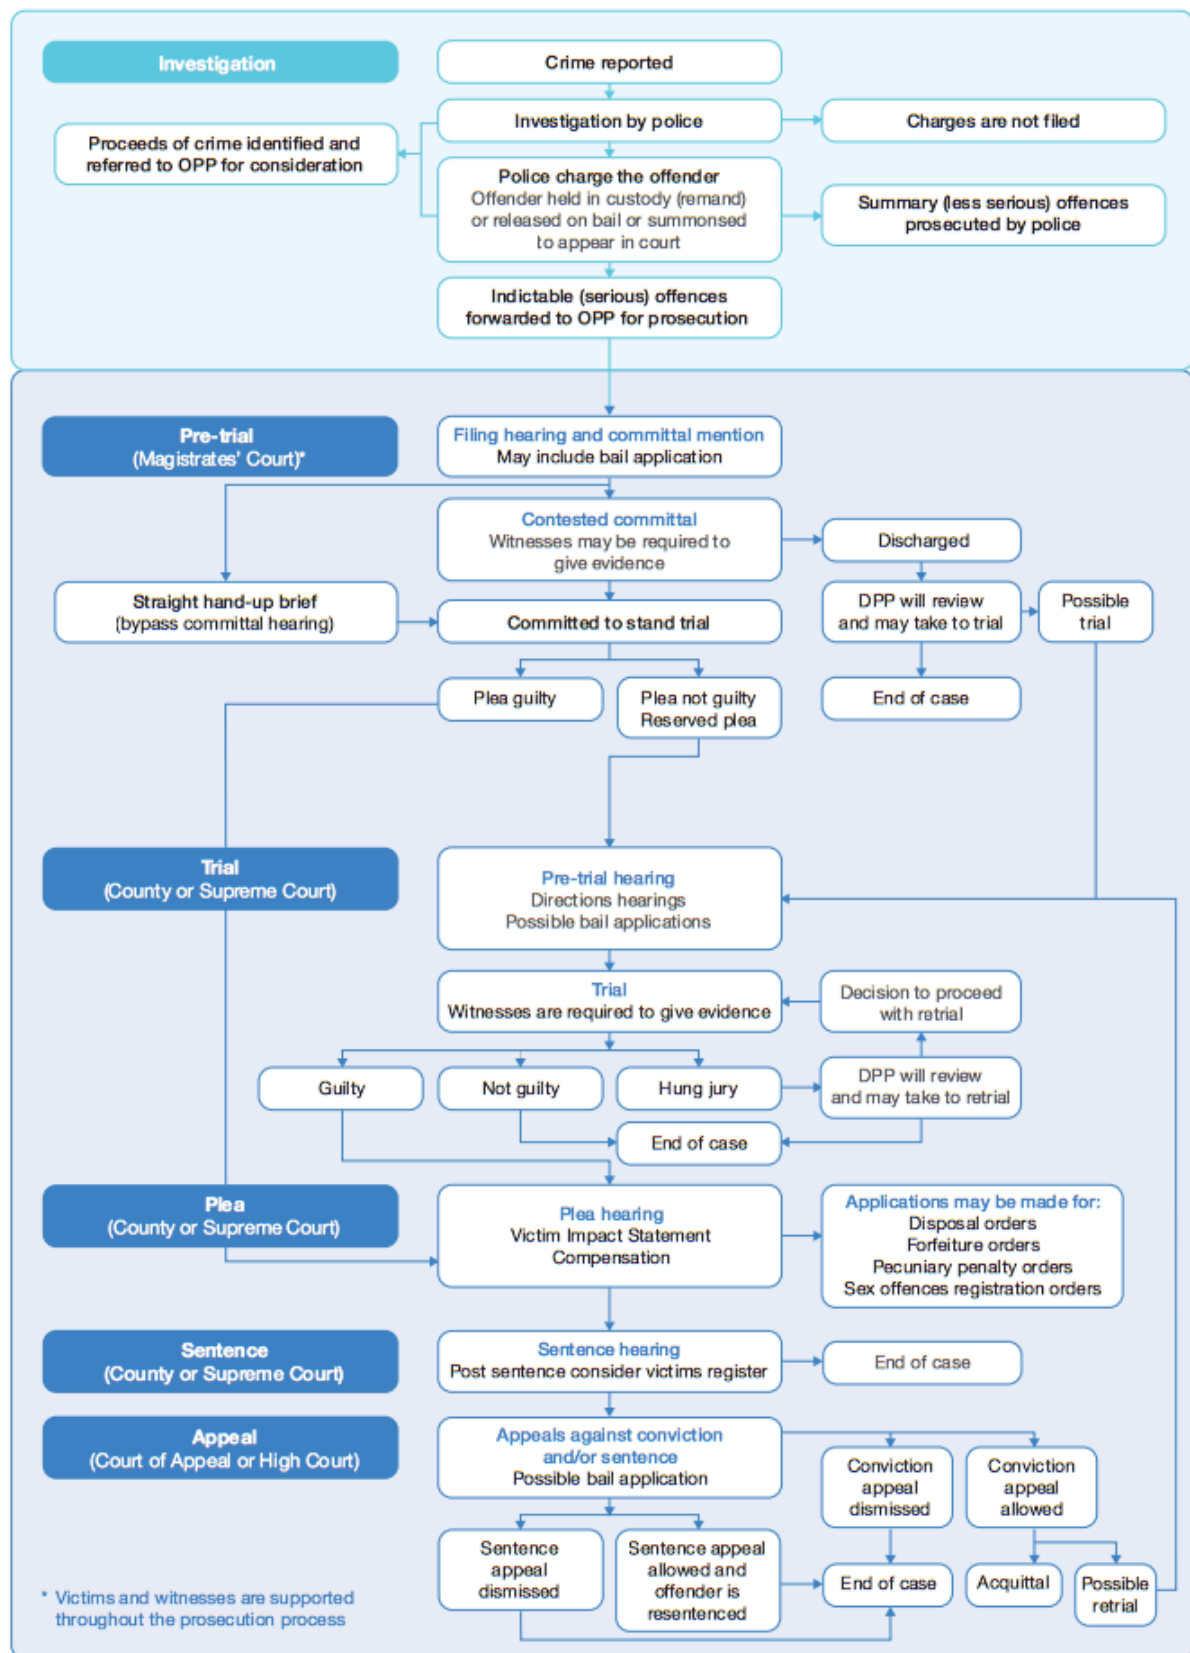 Investigation
Crime reported
Investigation by police
Charges are not filed
Proceeds of crime identified and
referred to OPP for consideration
Police charge the offender
Offender held in custody (remand)
or released on bail or summonsed
to appear in court
Summary (less serious) offences
prosecuted by police
Indictable (serious) offences
forwarded to OPP for prosecution
Pre-trial
(Magistrates' Court)*
Filing hearing and committal mention
May include bail application
Contested committal
Witnesses may be required to
give evidence
Discharged
Straight hand-up brief
(bypass committal hearing)
Committed to stand trial
DPP will review
and may take to trial
Possible
trial
Plea guilty
Plea not guilty
Reserved plea
End of case
Trial
(County or Supreme Court)
Pre-trial hearing
Directions hearings
Possible bail applications
Trial
Witnesses are required to give evidence
Decision to proceed
with retrial
Guilty
Not guilty
Hung jury
DPP will review
and may take to retrial
End of case
Plea
(County or Supreme Court)
Plea hearing
Victim Impact Statement
Compensation
Applications may be made for:
Disposal orders
Forfeiture orders
Pecuniary penalty orders
Sex offences registration orders
Sentence
(County or Supreme Court)
Sentence hearing
Post sentence consider victims register
End of case
Appeal
(Court of Appeal or High Court)
Appeals against conviction
and/or sentence
Possible bail application
Conviction
appeal
dismissed
Conviction
appeal
allowed
Sentence
appeal
dismissed
Sentence appeal
allowed and
offender is
resentenced
End of case
Acquittal
Possible
retrial
* Victims and witnesses are supported
throughout the prosecution process